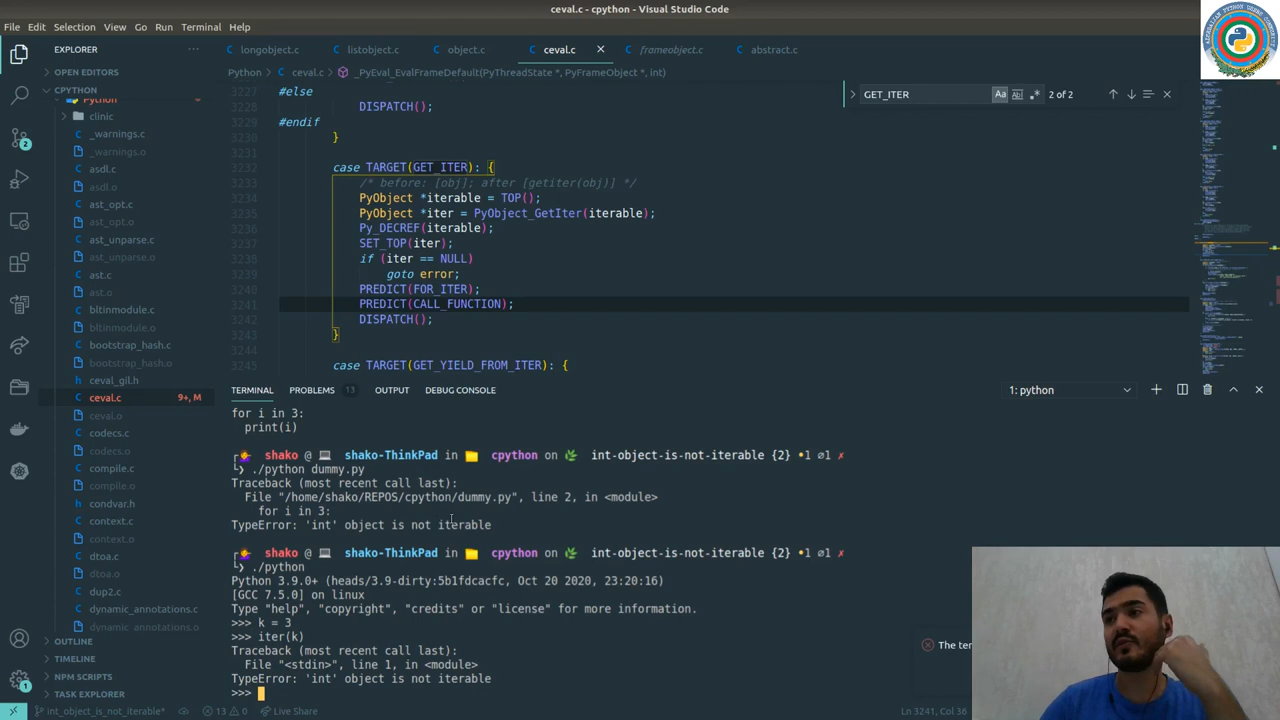 ceval.c - cpython - Visual Studio Code
File Edit Selection View Go Run Terminal Help
EXPLORER
longobject.c listobject.c object.c ceval.c frameobject.c abstract.c
OPEN EDITORS
Python > ceval.c > _PyEval_EvalFrameDefault(PyThreadState *, PyFrameObject *, int)
CPYTHON
GET_ITER
2 of 2
Python
clinic
_warnings.c
_warnings.o
asdl.c
asdl.o
ast_opt.c
ast_opt.o
ast_unparse.c
ast_unparse.o
ast.c
ast.o
bltinmodule.c
bltinmodule.o
bootstrap_hash.c
bootstrap_hash.o
ceval_gil.h
ceval.c 9+, M
ceval.o
codecs.c
codecs.o
compile.c
compile.o
condvar.h
context.c
context.o
dtoa.c
dtoa.o
dup2.c
dynamic_annotations.c
dynamic_annotations.o
OUTLINE
TIMELINE
NPM SCRIPTS
TASK EXPLORER
3227 #else
3228 DISPATCH();
3229 #endif
3230 }
3231
3232 case TARGET(GET_ITER): {
3233 /* before: [obj]; after [getiter(obj)] */
3234 PyObject *iterable = TOP();
3235 PyObject *iter = PyObject_GetIter(iterable);
3236 Py_DECREF(iterable);
3237 SET_TOP(iter);
3238 if (iter == NULL)
3239 goto error;
3240 PREDICT(FOR_ITER);
3241 PREDICT(CALL_FUNCTION);
3242 DISPATCH();
3243 }
3244
3245 case TARGET(GET_YIELD_FROM_ITER): {
TERMINAL PROBLEMS 13 OUTPUT DEBUG CONSOLE
1: python
for i in 3:
print(i)
shako @ shako-ThinkPad in cpython on int-object-is-not-iterable {2} •1 ⌀1 ✗
./python dummy.py
Traceback (most recent call last):
File "/home/shako/REPOS/cpython/dummy.py", line 2, in <module>
for i in 3:
TypeError: 'int' object is not iterable
shako @ shako-ThinkPad in cpython on int-object-is-not-iterable {2} •1 ⌀1 ✗
./python
Python 3.9.0+ (heads/3.9-dirty:5b1fdcacfc, Oct 20 2020, 23:20:16)
[GCC 7.5.0] on linux
Type "help", "copyright", "credits" or "license" for more information.
>>> k = 3
>>> iter(k)
Traceback (most recent call last):
File "<stdin>", line 1, in <module>
TypeError: 'int' object is not iterable
>>>
The ter
int_object_is_not_iterable* 13 0 Live Share
Ln 3241, Col 36
AZERBAIJAN PYTHON USERS COMMUNITY